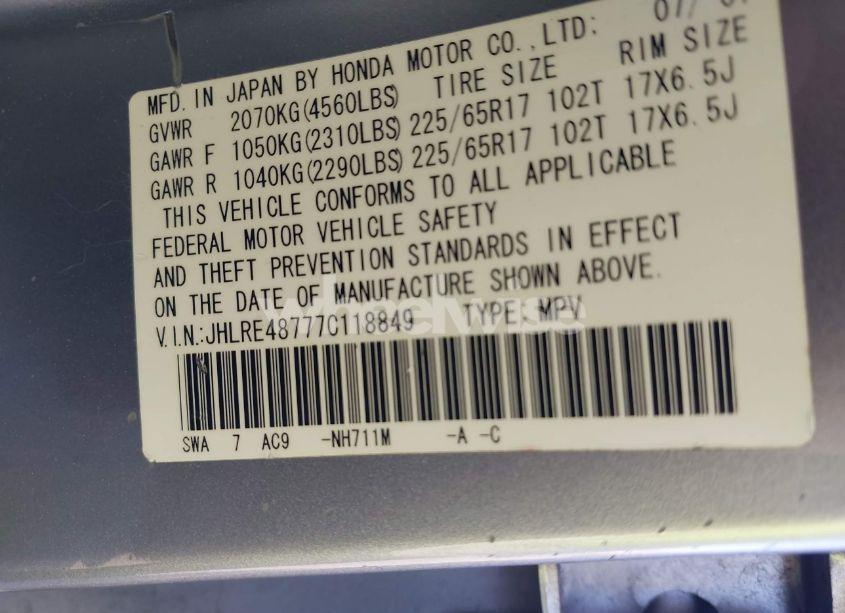 MFD. IN JAPAN BY HONDA MOTOR CO.,LTD: 07/
GVWR 2070KG(4560LBS) TIRE SIZE RIM SIZE
GAWR F 1050KG(2310LBS) 225/65R17 102T 17X6.5J
GAWR R 1040KG(2290LBS) 225/65R17 102T 17X6.5J
THIS VEHICLE CONFORMS TO ALL APPLICABLE
FEDERAL MOTOR VEHICLE SAFETY
AND THEFT PREVENTION STANDARDS IN EFFECT
ON THE DATE OF MANUFACTURE SHOWN ABOVE.
wheelwise
V.I.N.:JHLRE48777C118849 TYPE: MPV
SWA 7 AC9 -NH711M -A -C